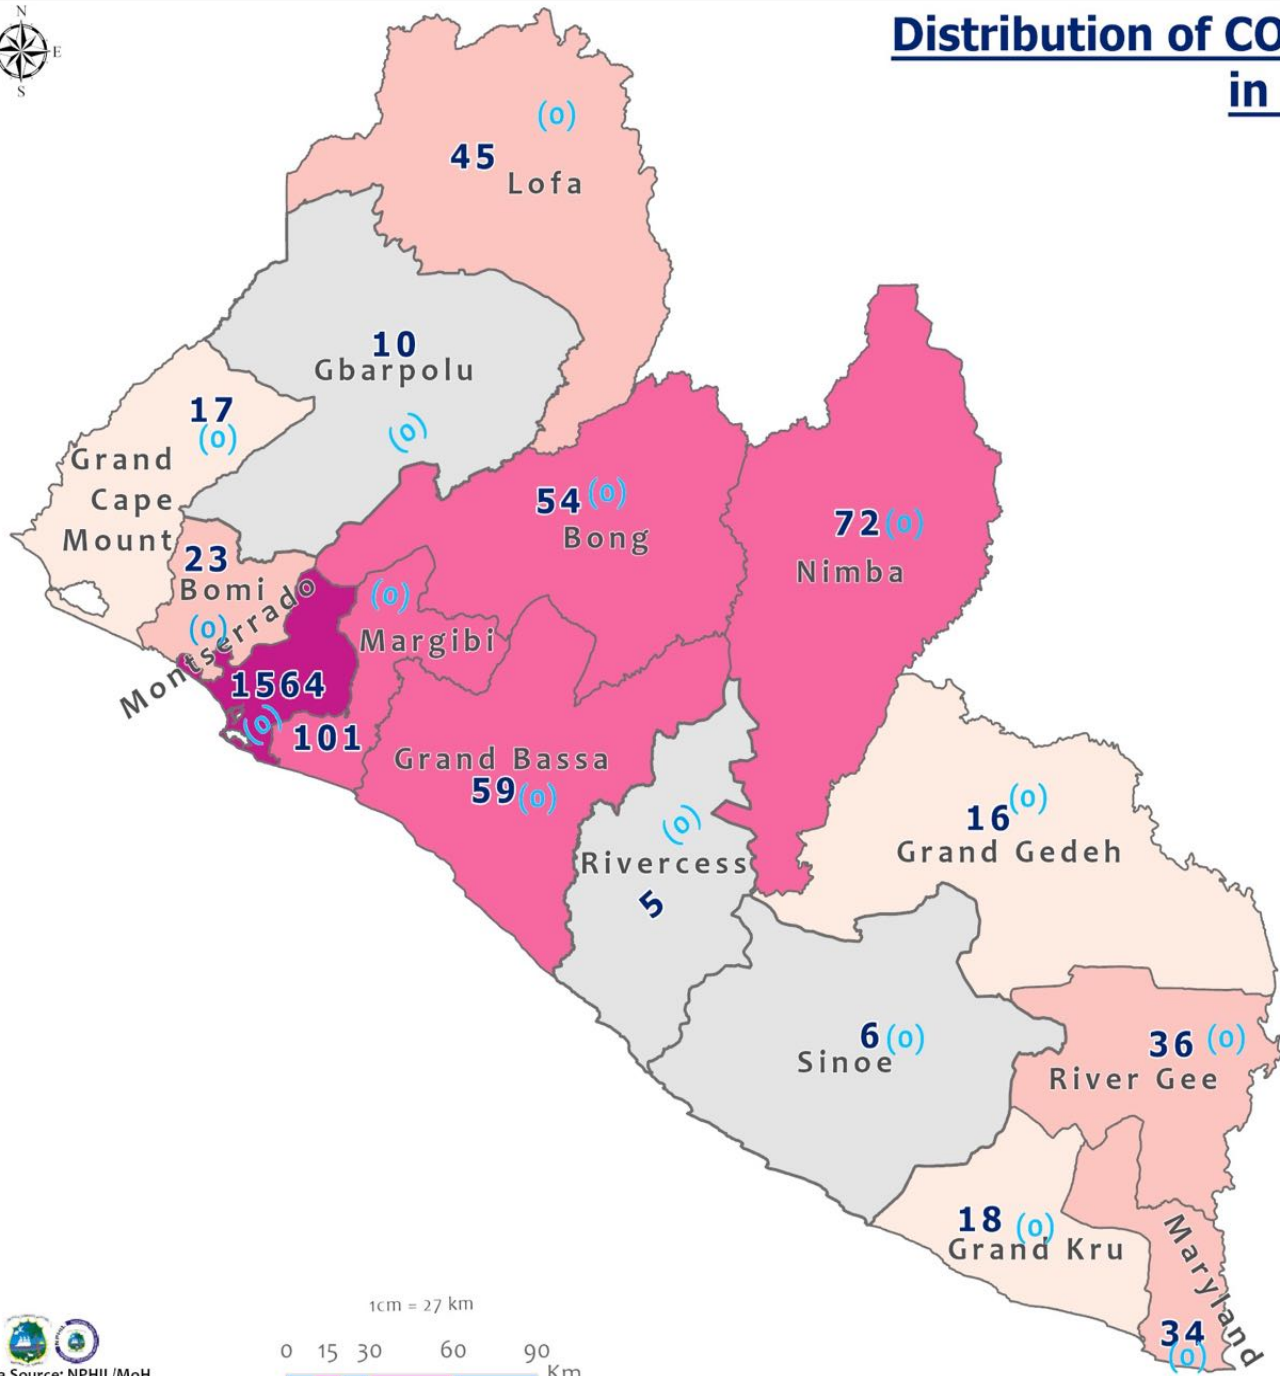 N
E
S
Distribution of CO
in
(0)
45
Lofa
10
Gbarpolu
(0)
17
(0)
Grand
Cape
Mount
54 (0)
Bong
72 (0)
Nimba
23
Bomi
(0)
Montserrado
1564
(0)
(0)
Margibi
101
Grand Bassa
59 (0)
(0)
Rivercess
5
16 (0)
Grand Gedeh
6 (0)
Sinoe
36 (0)
River Gee
18 (0)
Grand Kru
Maryland
34
(0)
1cm = 27 km
0 15 30 60 90
Km
Source: NPHIL/MoH